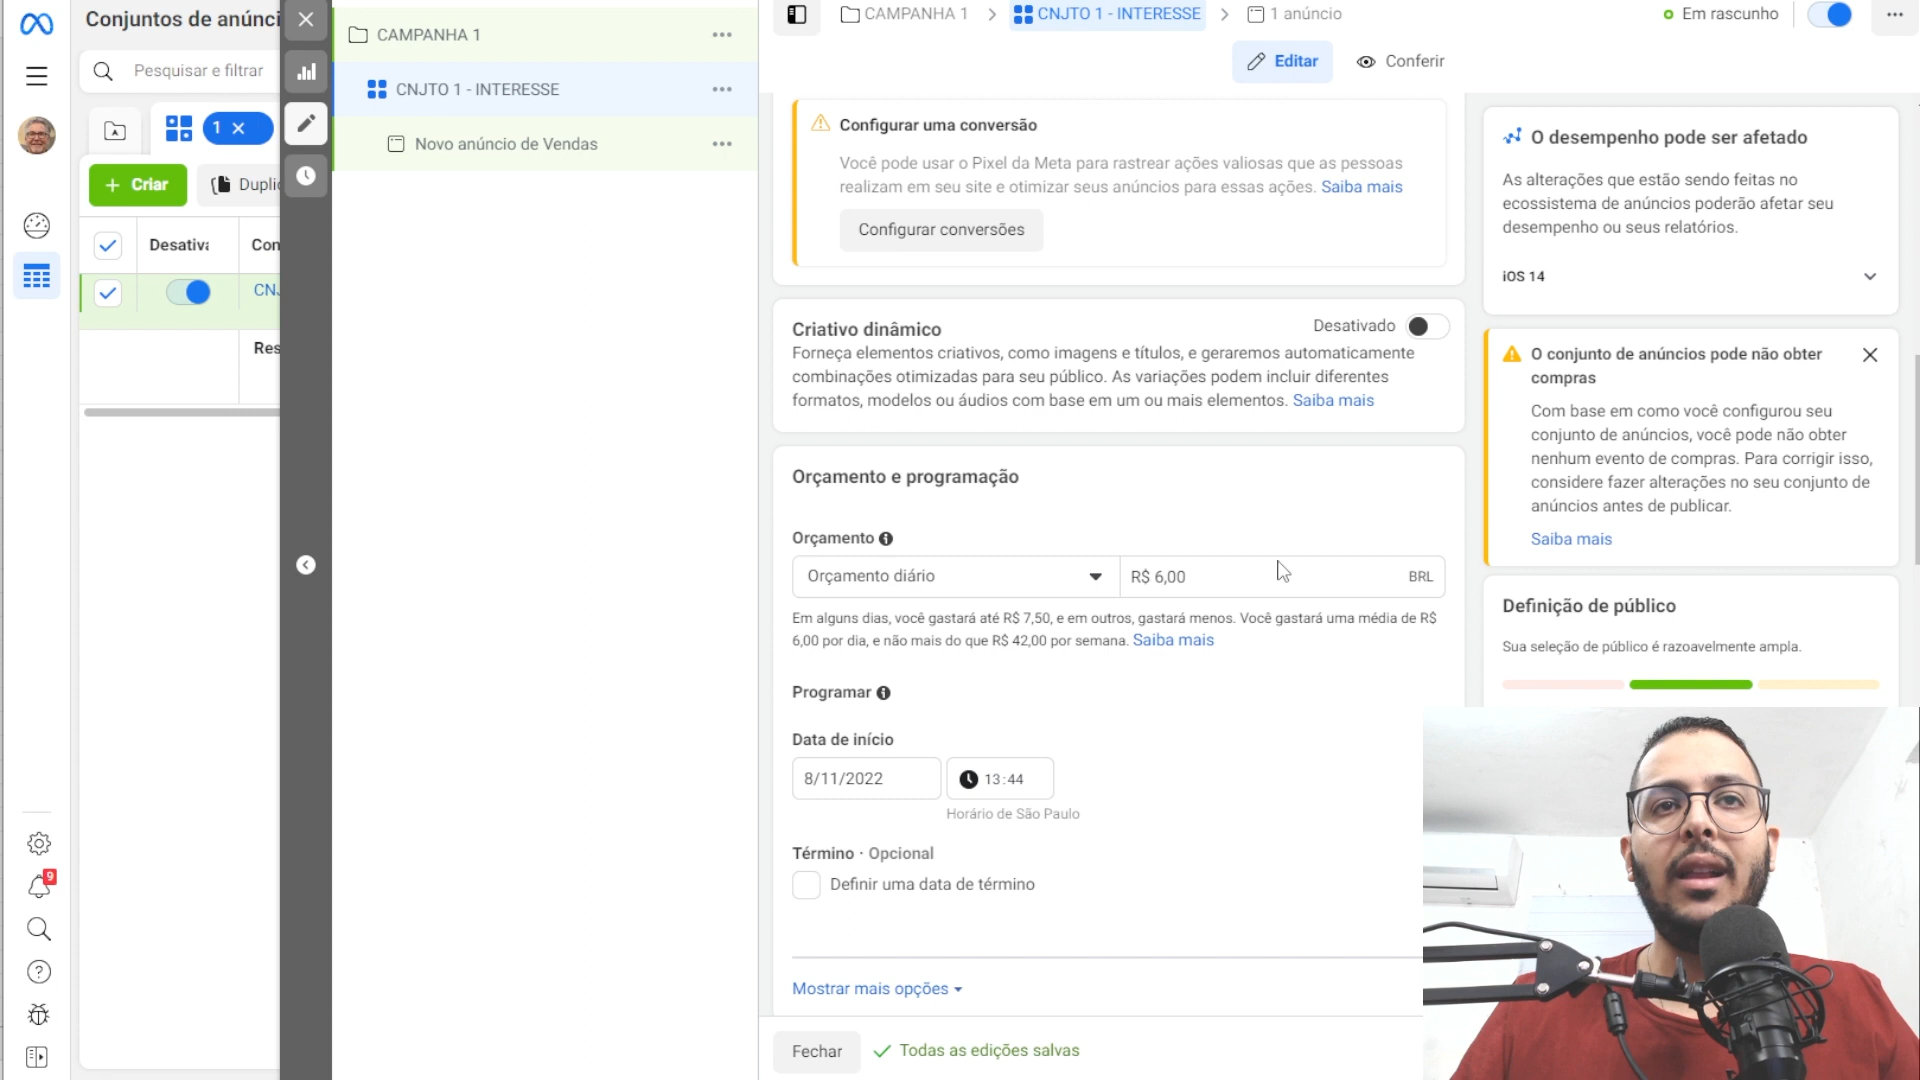 Conjuntos de anúnci
Pesquisar e filtrar
1
Criar
Duplic
Desativa
Con
CNJ
Res
9
CAMPANHA 1
CNJTO 1 - INTERESSE
Novo anúncio de Vendas
CAMPANHA 1
CNJTO 1 - INTERESSE
1 anúncio
Em rascunho
Editar
Conferir
Configurar uma conversão
Você pode usar o Pixel da Meta para rastrear ações valiosas que as pessoas
realizam em seu site e otimizar seus anúncios para essas ações. Saiba mais
Configurar conversões
Criativo dinâmico
Desativado
Forneça elementos criativos, como imagens e títulos, e geraremos automaticamente
combinações otimizadas para seu público. As variações podem incluir diferentes
formatos, modelos ou áudios com base em um ou mais elementos. Saiba mais
Orçamento e programação
Orçamento
Orçamento diário
R$ 6,00
BRL
Em alguns dias, você gastará até R$ 7,50, e em outros, gastará menos. Você gastará uma média de R$
6,00 por dia, e não mais do que R$ 42,00 por semana. Saiba mais
Programar
Data de início
8/11/2022
13:44
Horário de São Paulo
Término · Opcional
Definir uma data de término
Mostrar mais opções
Fechar
Todas as edições salvas
O desempenho pode ser afetado
As alterações que estão sendo feitas no
ecossistema de anúncios poderão afetar seu
desempenho ou seus relatórios.
iOS 14
O conjunto de anúncios pode não obter
compras
Com base em como você configurou seu
conjunto de anúncios, você pode não obter
nenhum evento de compras. Para corrigir isso,
considere fazer alterações no seu conjunto de
anúncios antes de publicar.
Saiba mais
Definição de público
Sua seleção de público é razoavelmente ampla.